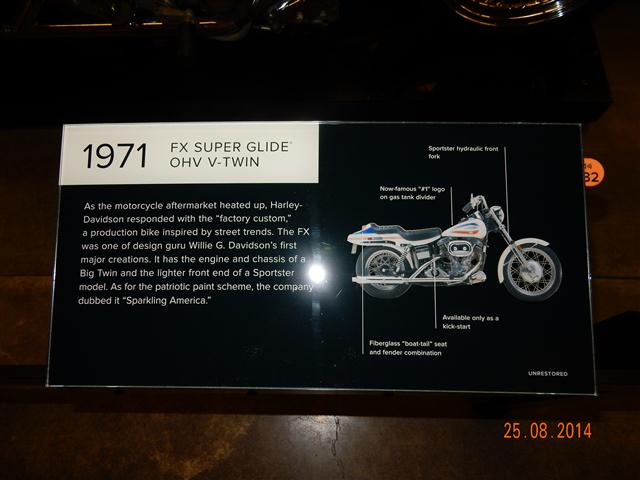 1971
FX SUPER GLIDE®
OHV V-TWIN
As the motorcycle aftermarket heated up, Harley-
Davidson responded with the “factory custom,”
a production bike inspired by street trends. The FX
was one of design guru Willie G. Davidson’s first
major creations. It has the engine and chassis of a
Big Twin and the lighter front end of a Sportster
model. As for the patriotic paint scheme, the company
dubbed it “Sparkling America.”
Sportster hydraulic front
fork
Now-famous “#1” logo
on gas tank divider
Available only as a
kick-start
Fiberglass “boat-tail” seat
and fender combination
UNRESTORED
25.08.2014